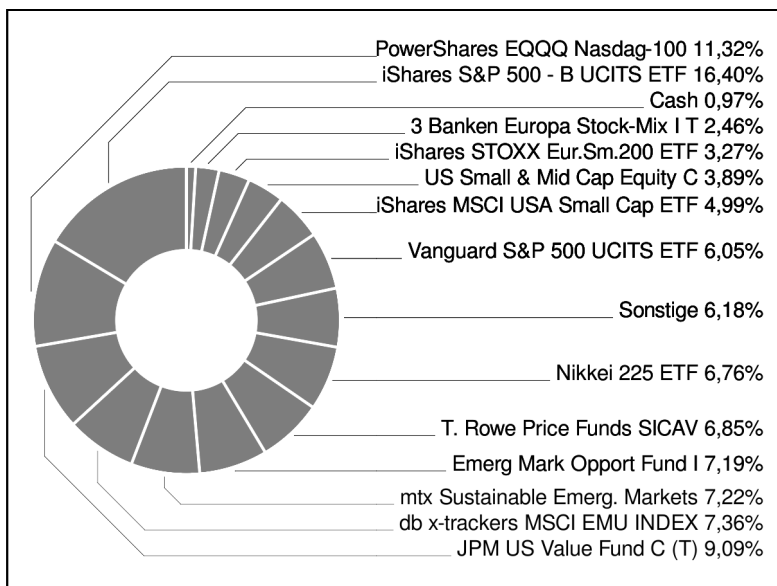 PowerShares EQQQ Nasdag-100 11,32%
iShares S&P 500 - B UCITS ETF 16,40%
Cash 0,97%
3 Banken Europa Stock-Mix I T 2,46%
iShares STOXX Eur.Sm.200 ETF 3,27%
US Small & Mid Cap Equity C 3,89%
iShares MSCI USA Small Cap ETF 4,99%
Vanguard S&P 500 UCITS ETF 6,05%
Sonstige 6,18%
Nikkei 225 ETF 6,76%
T. Rowe Price Funds SICAV 6,85%
Emerg Mark Opport Fund I 7,19%
mtx Sustainable Emerg. Markets 7,22%
db x-trackers MSCI EMU INDEX 7,36%
JPM US Value Fund C (T) 9,09%